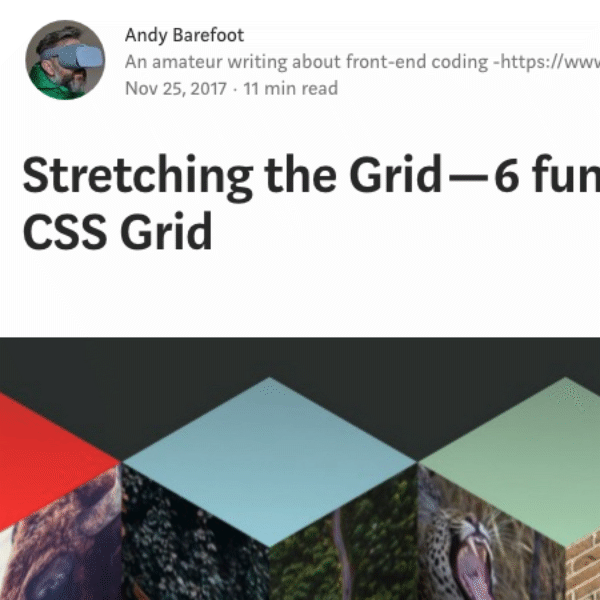 Andy Barefoot
An amateur writing about front-end coding -https://www
Nov 25, 2017 · 11 min read
Stretching the Grid—6 fun
CSS Grid